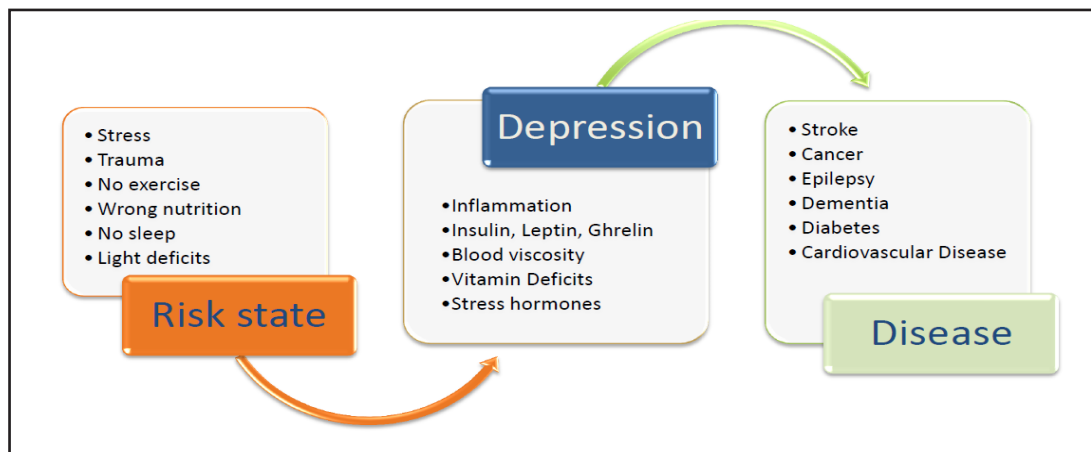 • Stress
• Trauma
• No exercise
• Wrong nutrition
• No sleep
• Light deficits
Risk state
Depression
•Inflammation
•Insulin, Leptin, Ghrelin
•Blood viscosity
•Vitamin Deficits
•Stress hormones
• Stroke
• Cancer
• Epilepsy
• Dementia
• Diabetes
• Cardiovascular Disease
Disease